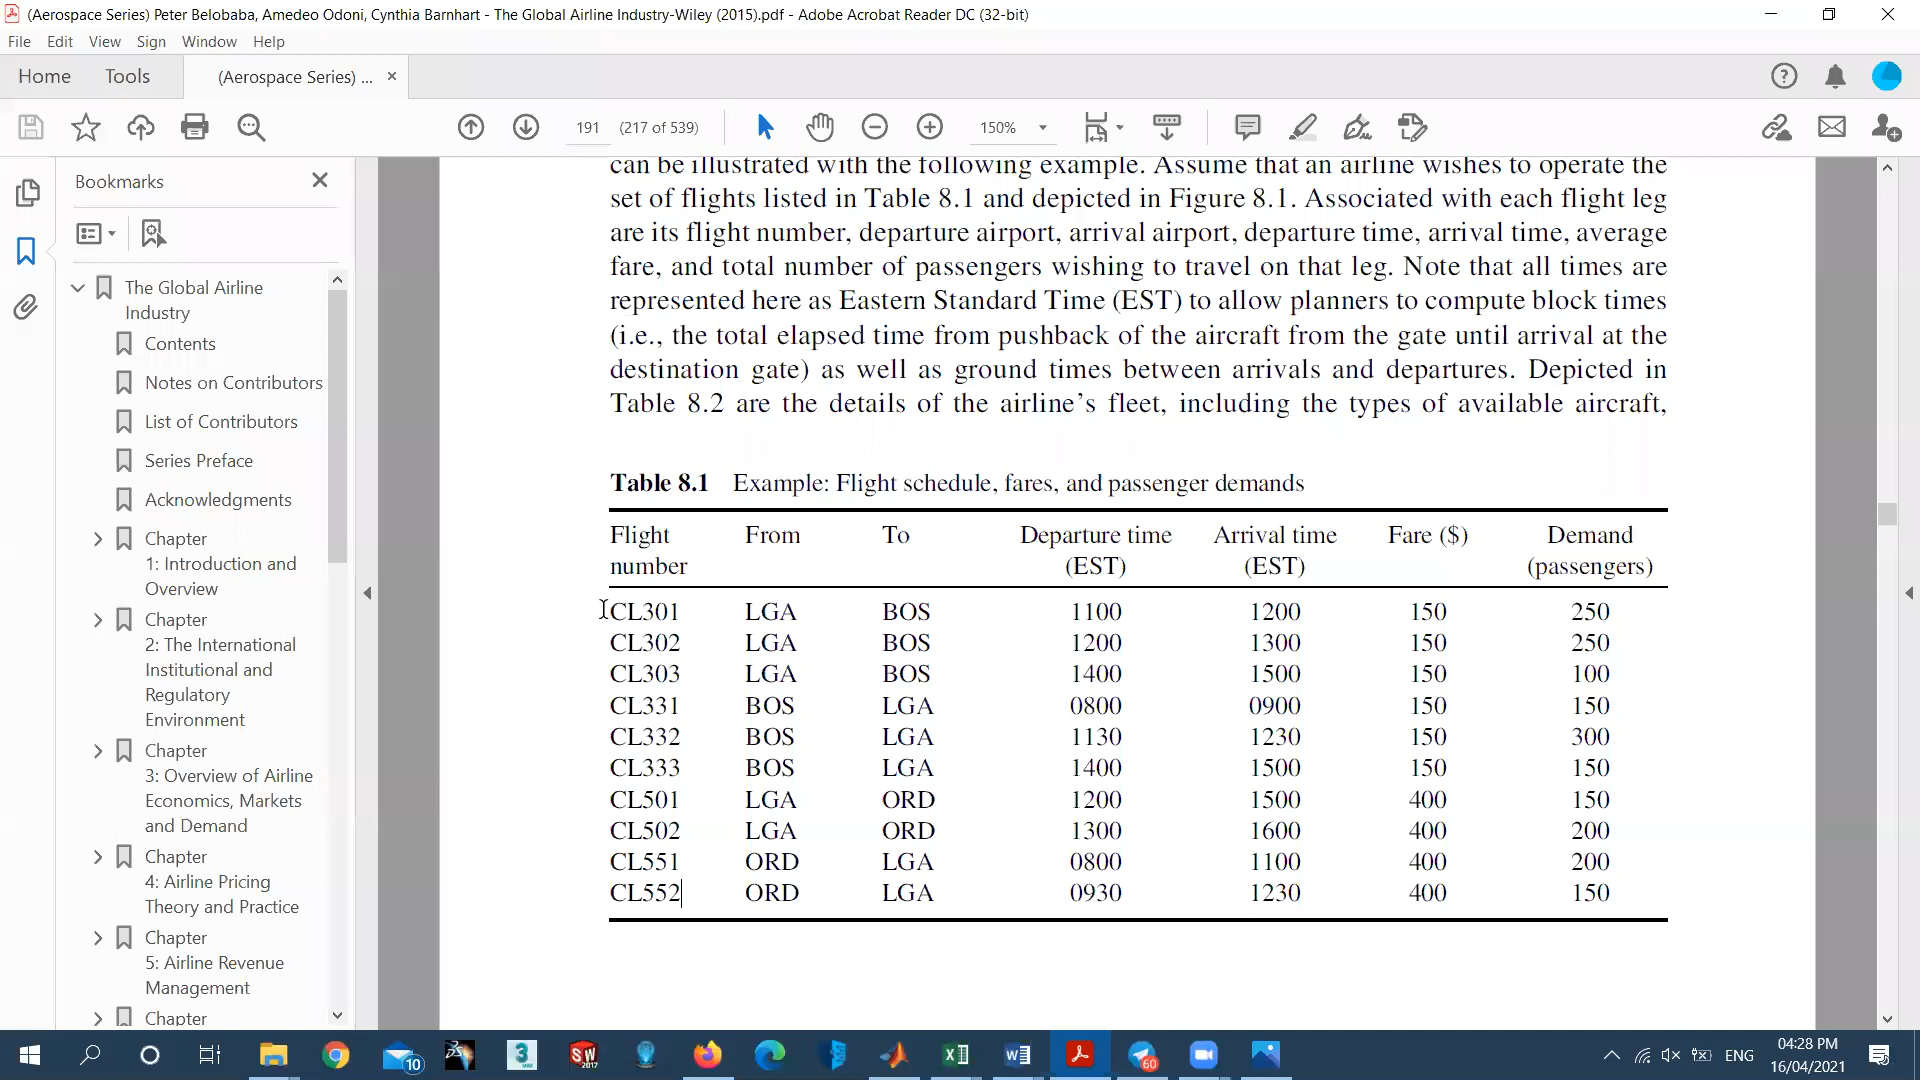 (Aerospace Series) Peter Belobaba, Amedeo Odoni, Cynthia Barnhart - The Global Airline Industry-Wiley (2015).pdf - Adobe Acrobat Reader DC (32-bit)
File Edit View Sign Window Help
Home Tools (Aerospace Series) ... ×
191 (217 of 539) 150%
Bookmarks
The Global Airline
Industry
Contents
Notes on Contributors
List of Contributors
Series Preface
Acknowledgments
Chapter
1: Introduction and
Overview
Chapter
2: The International
Institutional and
Regulatory
Environment
Chapter
3: Overview of Airline
Economics, Markets
and Demand
Chapter
4: Airline Pricing
Theory and Practice
Chapter
5: Airline Revenue
Management
Chapter
can be illustrated with the following example. Assume that an airline wishes to operate the
set of flights listed in Table 8.1 and depicted in Figure 8.1. Associated with each flight leg
are its flight number, departure airport, arrival airport, departure time, arrival time, average
fare, and total number of passengers wishing to travel on that leg. Note that all times are
represented here as Eastern Standard Time (EST) to allow planners to compute block times
(i.e., the total elapsed time from pushback of the aircraft from the gate until arrival at the
destination gate) as well as ground times between arrivals and departures. Depicted in
Table 8.2 are the details of the airline’s fleet, including the types of available aircraft,
Table 8.1 Example: Flight schedule, fares, and passenger demands
Flight From To Departure time Arrival time Fare ($) Demand
number (EST) (EST) (passengers)
CL301 LGA BOS 1100 1200 150 250
CL302 LGA BOS 1200 1300 150 250
CL303 LGA BOS 1400 1500 150 100
CL331 BOS LGA 0800 0900 150 150
CL332 BOS LGA 1130 1230 150 300
CL333 BOS LGA 1400 1500 150 150
CL501 LGA ORD 1200 1500 400 150
CL502 LGA ORD 1300 1600 400 200
CL551 ORD LGA 0800 1100 400 200
CL552 ORD LGA 0930 1230 400 150
10 3 SW 2017 60 ENG 04:28 PM
16/04/2021